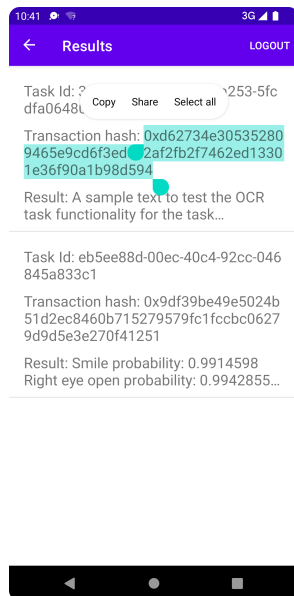 10:41
3G
Results
LOGOUT
Task Id: 3 a253-5fc
dfa0648
Copy Share Select all
Transaction hash: 0xd62734e30535280
9465e9cd6f3ed 2af2fb2f7462ed1330
1e36f90a1b98d594
Result: A sample text to test the OCR
task functionality for the task…
Task Id: eb5ee88d-00ec-40c4-92cc-046
845a833c1
Transaction hash: 0x9df39be49e5024b
51d2ec8460b715279579fc1fccbc0627
9d9d5e3e270f41251
Result: Smile probability: 0.9914598
Right eye open probability: 0.9942855…